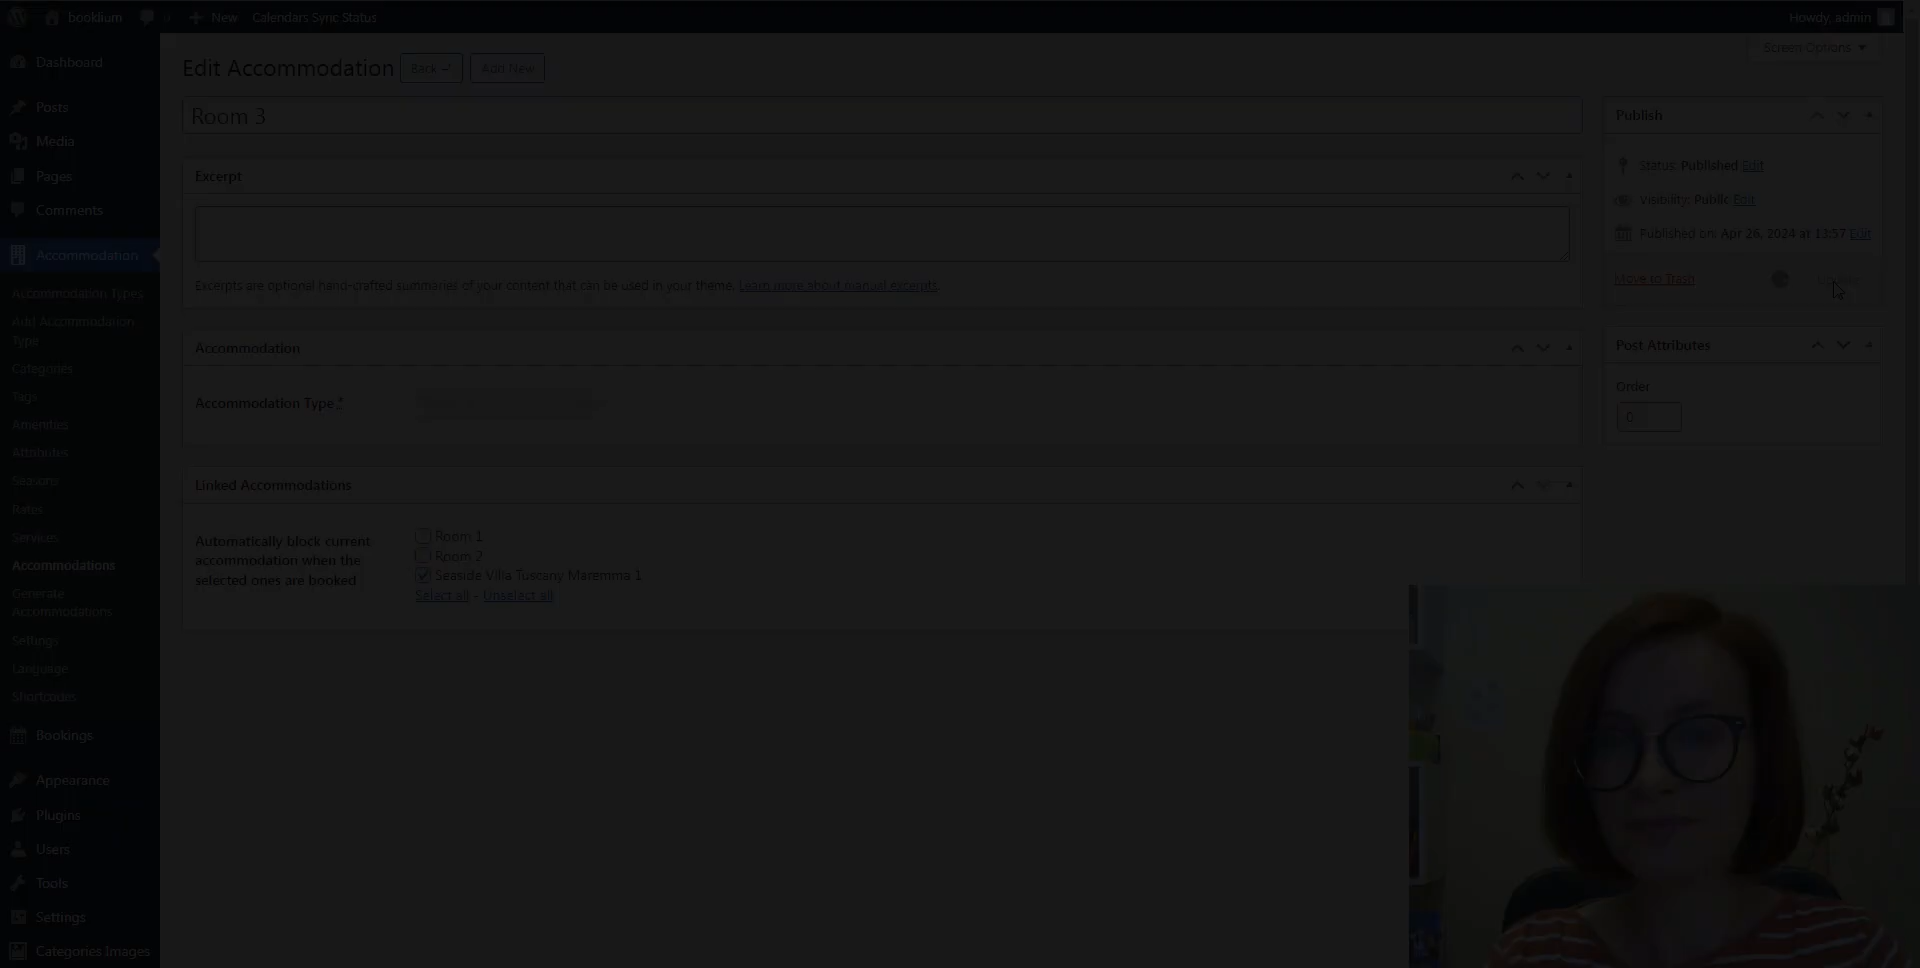 booklium
New
Calendars Sync Status
Howdy, admin
Screen Options
Dashboard
Posts
Media
Pages
Comments
Accommodation
Accommodation Types
Add Accommodation
Type
Categories
Tags
Amenities
Attributes
Seasons
Rates
Services
Accommodations
Generate
Accommodations
Settings
Language
Shortcodes
Bookings
Appearance
Plugins
Users
Tools
Settings
Categories Images
Edit Accommodation
Back
Add New
Room 3
Excerpt
Excerpts are optional hand-crafted summaries of your content that can be used in your theme. Learn more about manual excerpts.
Accommodation
Accommodation Type *
Linked Accommodations
Automatically block current
accommodation when the
selected ones are booked
Room 1
Room 2
Seaside Villa Tuscany Maremma 1
Select all - Unselect all
Publish
Status: Published Edit
Visibility: Public Edit
Published on: Apr 26, 2024 at 13:57 Edit
Move to Trash
Post Attributes
Order
0